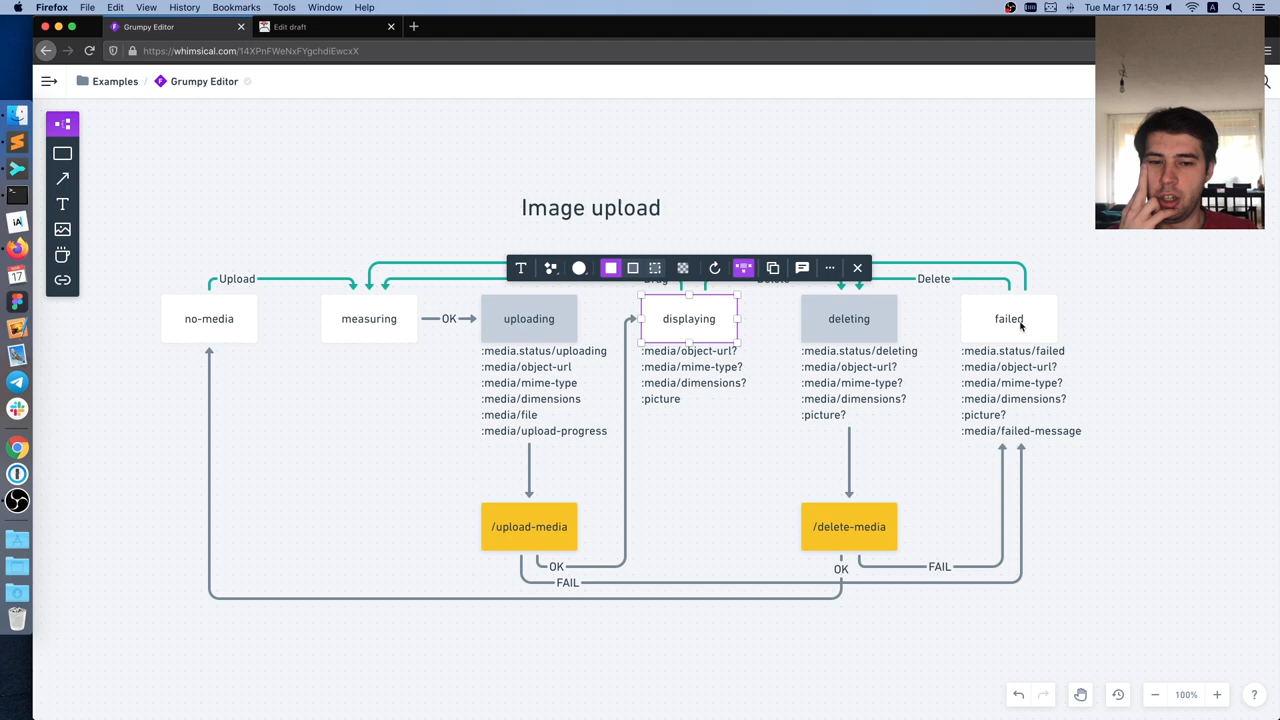 Firefox File Edit View History Bookmarks Tools Window Help
A
Tue Mar 17 14:59
Grumpy Editor
Edit draft
https://whimsical.com/14XPnFWeNxFYgchdiEwcxX
Examples / Grumpy Editor
T
Image upload
T
Upload
Delete
no-media
measuring
OK
uploading
displaying
deleting
failed
:media.status/uploading
:media/object-url
:media/mime-type
:media/dimensions
:media/file
:media/upload-progress
:media/object-url?
:media/mime-type?
:media/dimensions?
:picture
:media.status/deleting
:media/object-url?
:media/mime-type?
:media/dimensions?
:picture?
:media.status/failed
:media/object-url?
:media/mime-type?
:media/dimensions?
:picture?
:media/failed-message
/upload-media
/delete-media
OK
FAIL
OK
FAIL
iA
17
100%
?